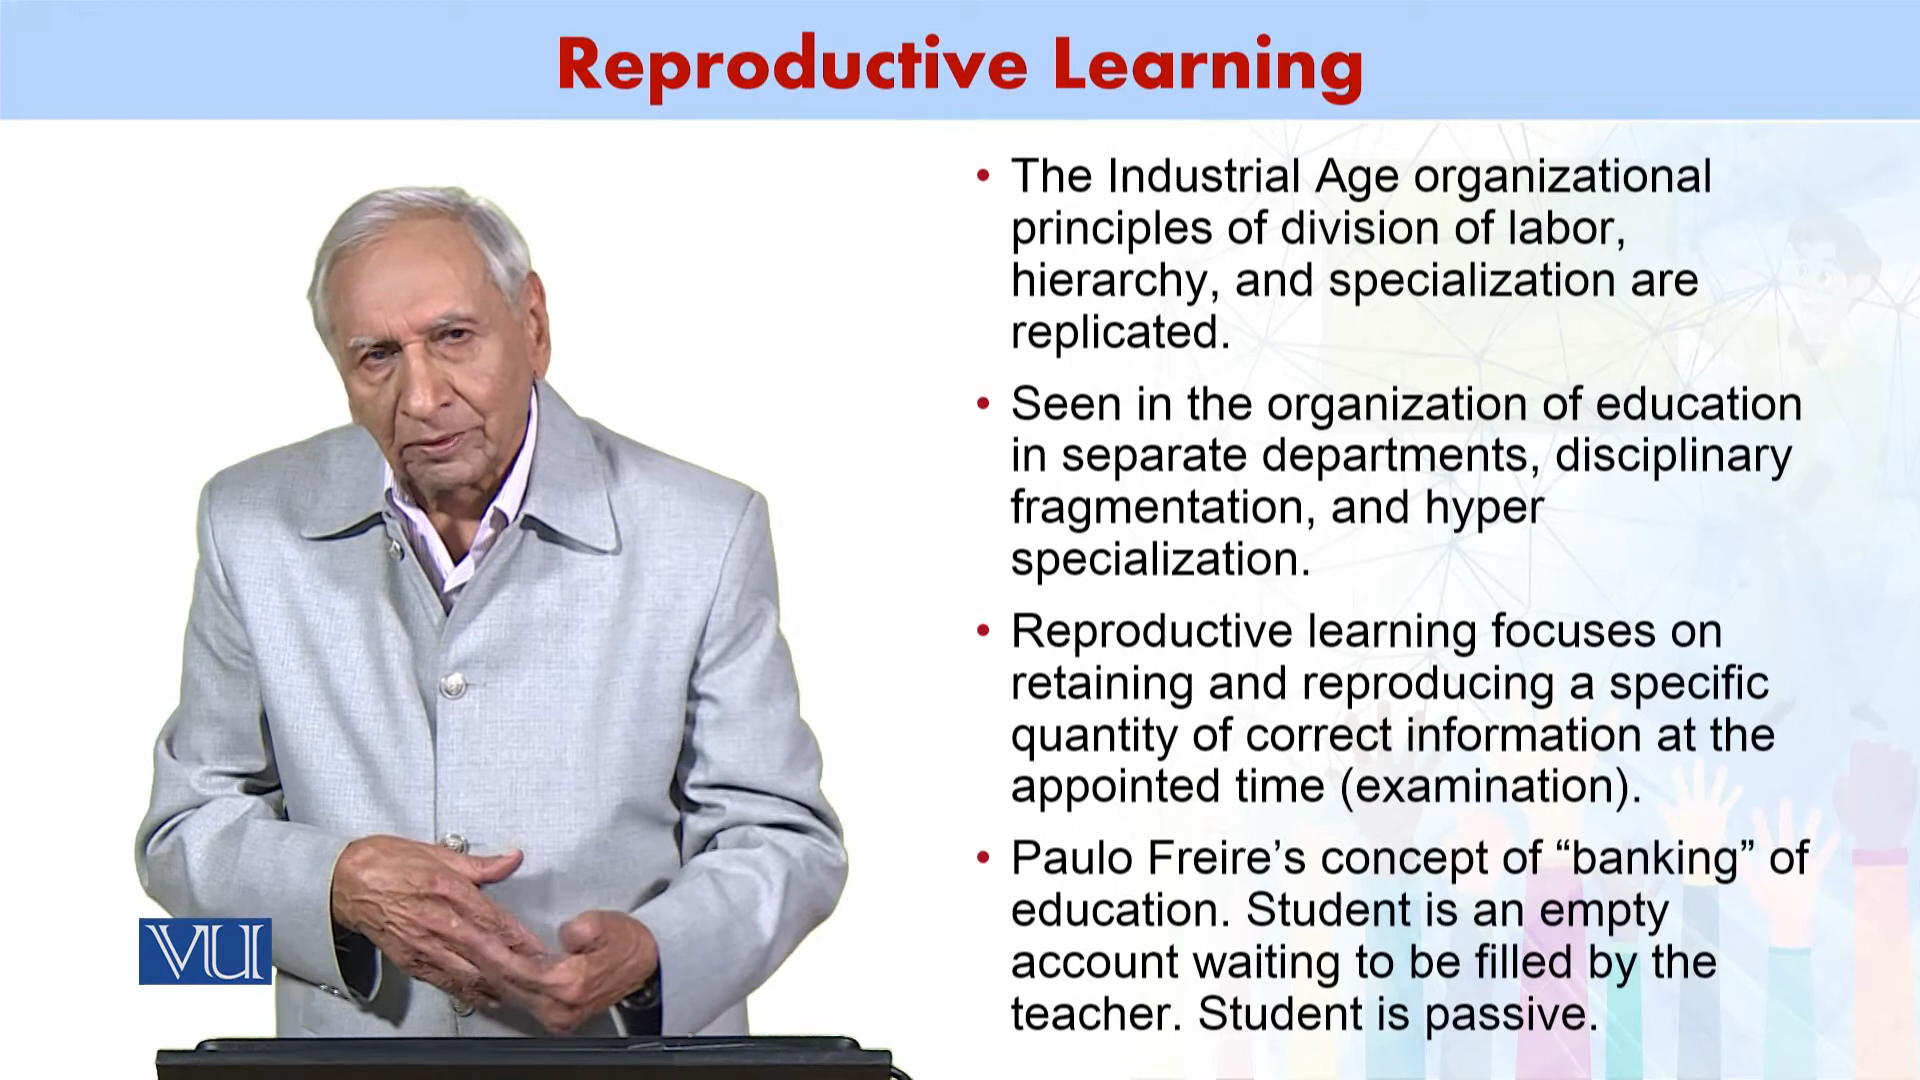 Reproductive Learning
• The Industrial Age organizational
principles of division of labor,
hierarchy, and specialization are
replicated.
• Seen in the organization of education
in separate departments, disciplinary
fragmentation, and hyper
specialization.
• Reproductive learning focuses on
retaining and reproducing a specific
quantity of correct information at the
appointed time (examination).
• Paulo Freire’s concept of “banking” of
education. Student is an empty
account waiting to be filled by the
teacher. Student is passive.
VU